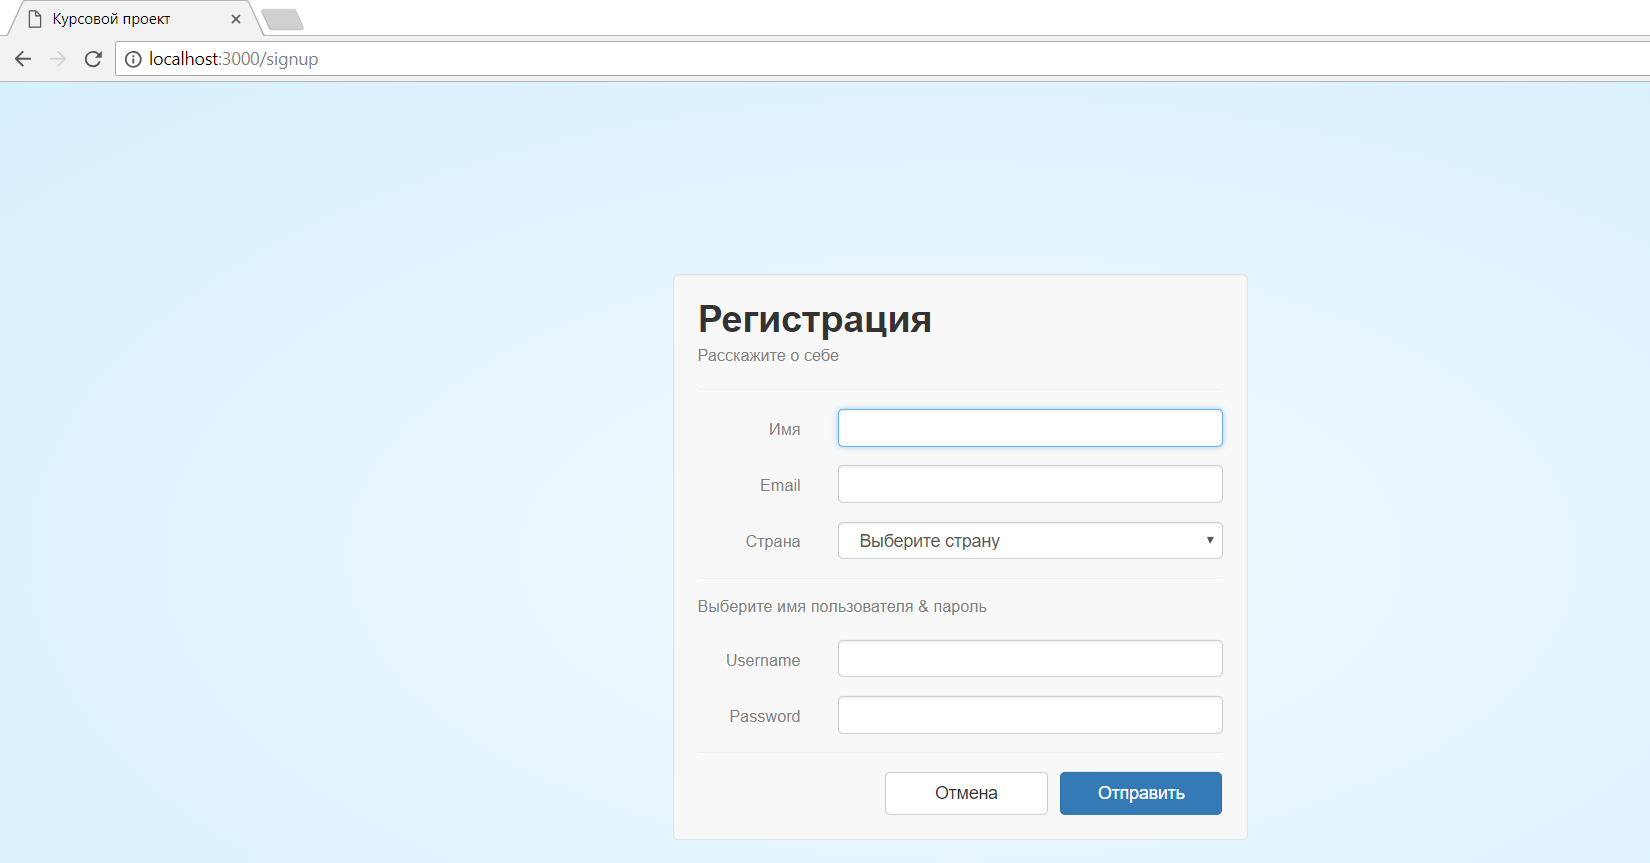 Курсовой проект
localhost:3000/signup
Регистрация
Расскажите о себе
Имя
Email
Страна
Выберите страну
Выберите имя пользователя & пароль
Username
Password
Отмена
Отправить